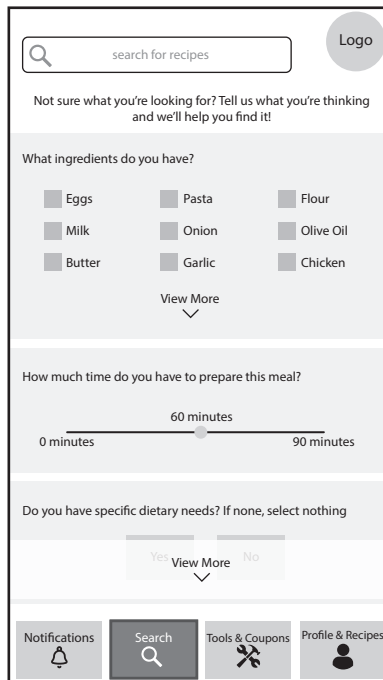 Logo
search for recipes
Not sure what you're looking for? Tell us what you're thinking
and we'll help you find it!
What ingredients do you have?
Eggs Pasta Flour
Milk Onion Olive Oil
Butter Garlic Chicken
View More
How much time do you have to prepare this meal?
60 minutes
0 minutes 90 minutes
Do you have specific dietary needs? If none, select nothing
Yes No
View More
Notifications Search Tools & Coupons Profile & Recipes